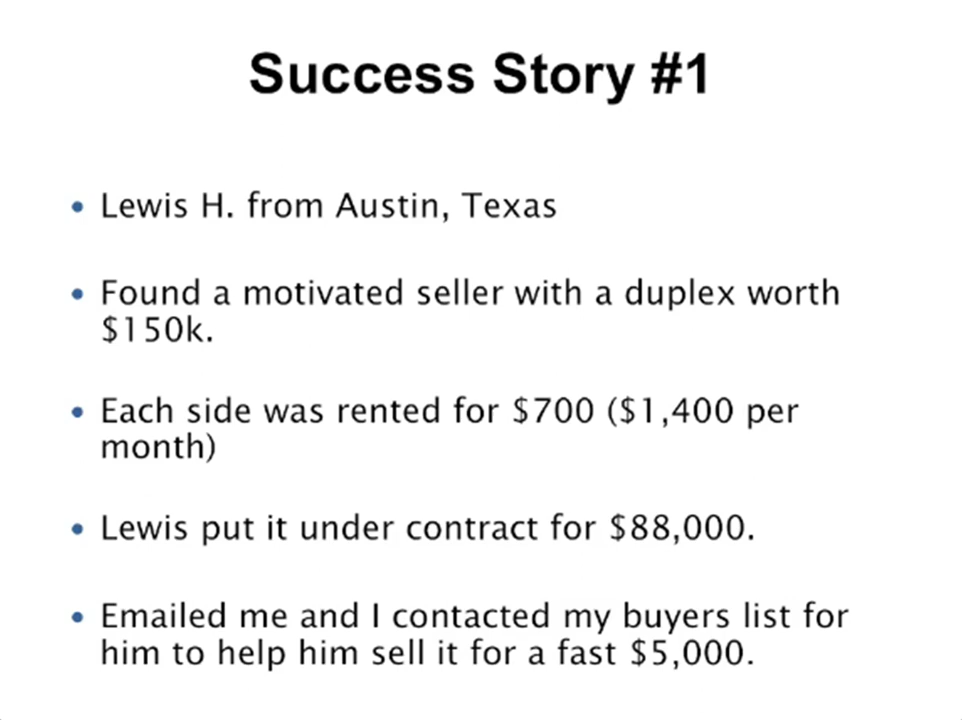 Success Story #1
• Lewis H. from Austin, Texas
• Found a motivated seller with a duplex worth
$150k.
• Each side was rented for $700 ($1,400 per
month)
• Lewis put it under contract for $88,000.
• Emailed me and I contacted my buyers list for
him to help him sell it for a fast $5,000.